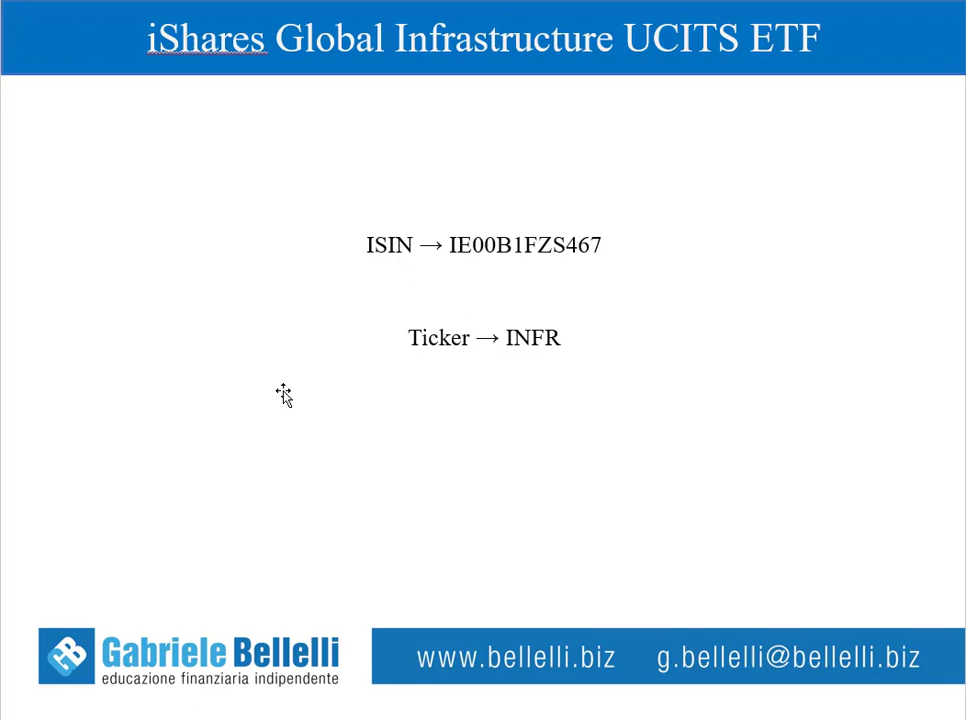 iShares Global Infrastructure UCITS ETF
ISIN → IE00B1FZS467
Ticker → INFR
Gabriele Bellelli
educazione finanziaria indipendente
www.bellelli.biz g.bellelli@bellelli.biz